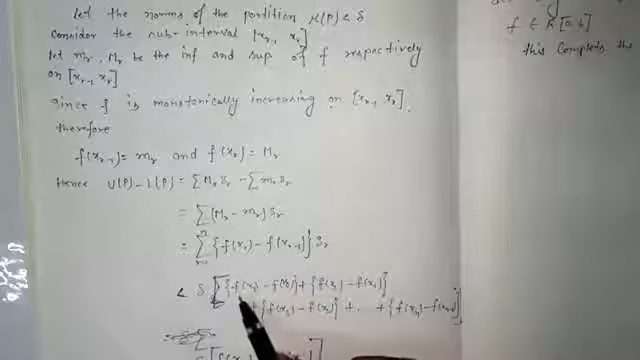 Let the norms of the partition μ(P) < δ
Consider the sub-interval [x_{r-1}, x_r]
let m_r, M_r be the inf and sup of f respectively
on [x_{r-1}, x_r]
since f is monotonically increasing on [x_{r-1}, x_r],
therefore
f(x_{r-1}) = m_r and f(x_r) = M_r
Hence U(P) - L(P) = ∑ M_r δ_r - ∑ m_r δ_r
= ∑ (M_r - m_r) δ_r
= ∑_{r=1}^{n} {f(x_r) - f(x_{r-1})} δ_r
< δ [{f(x_1) - f(x_0)} + {f(x_2) - f(x_1)}
+ {f(x_3) - f(x_2)} + . . + {f(x_n) - f(x_{n-1})}]
f ∈ R [a, b]
this completes the